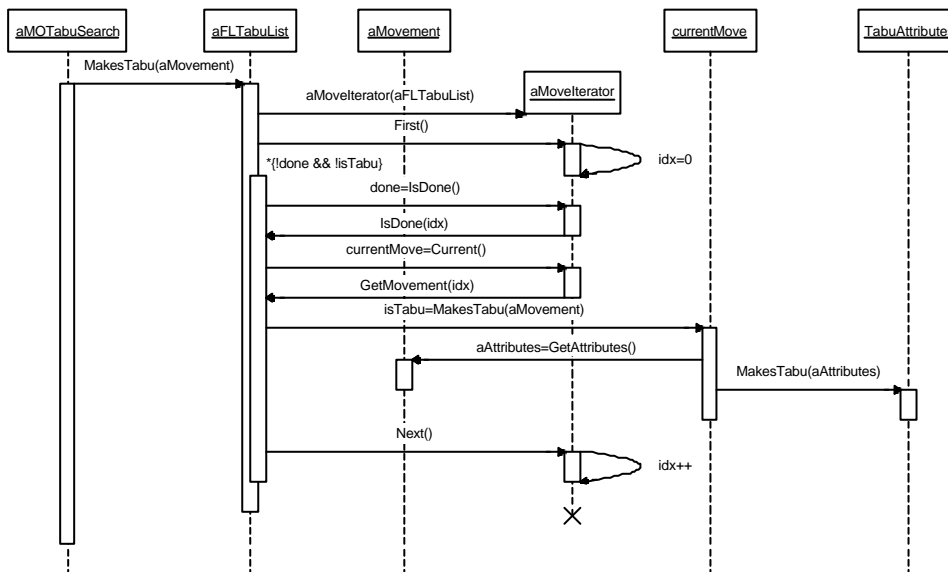 aMOTabuSearch
aFLTabuList
aMovement
currentMove
TabuAttributes
MakesTabu(aMovement)
aMoveIterator
aMoveIterator(aFLTabuList)
First()
idx=0
*{!done && !isTabu}
done=IsDone()
IsDone(idx)
currentMove=Current()
GetMovement(idx)
isTabu=MakesTabu(aMovement)
aAttributes=GetAttributes()
MakesTabu(aAttributes)
Next()
idx++